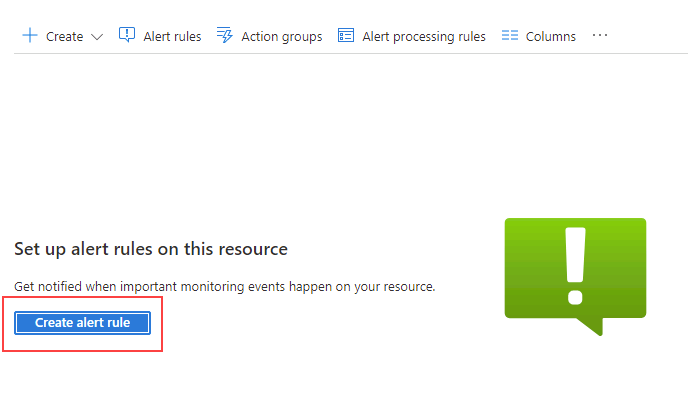 Create Alert rules Action groups Alert processing rules Columns ...
Set up alert rules on this resource
Get notified when important monitoring events happen on your resource.
Create alert rule